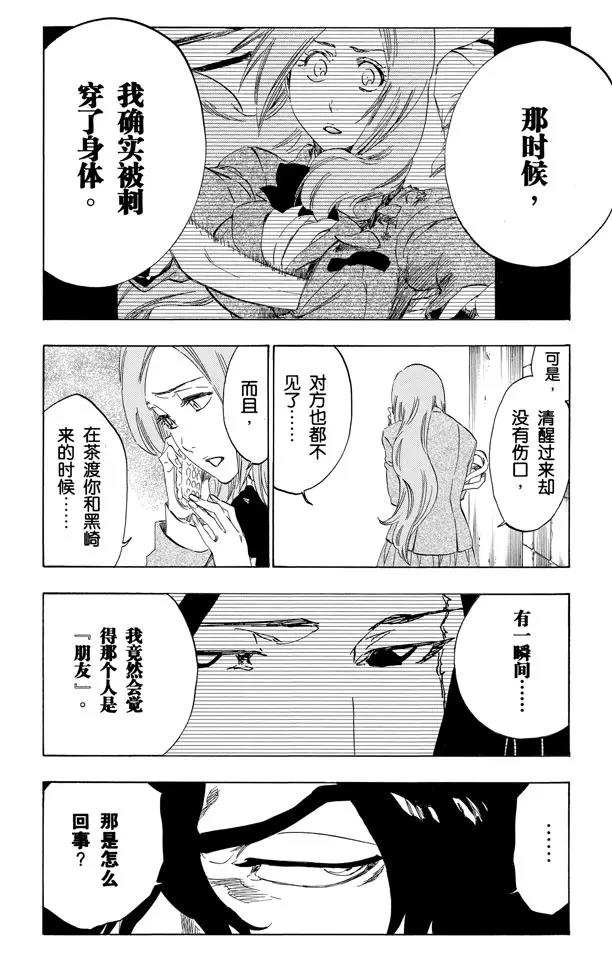 那时候，
我确实被刺
穿了身体。
可是，
清醒过来却
没有伤口，
对方也都不
见了……
而且，
在茶渡你和黑崎
来的时候……
有一瞬间……
我竟然会觉
得那个人是
『朋友』。
……
那是怎么
回事？